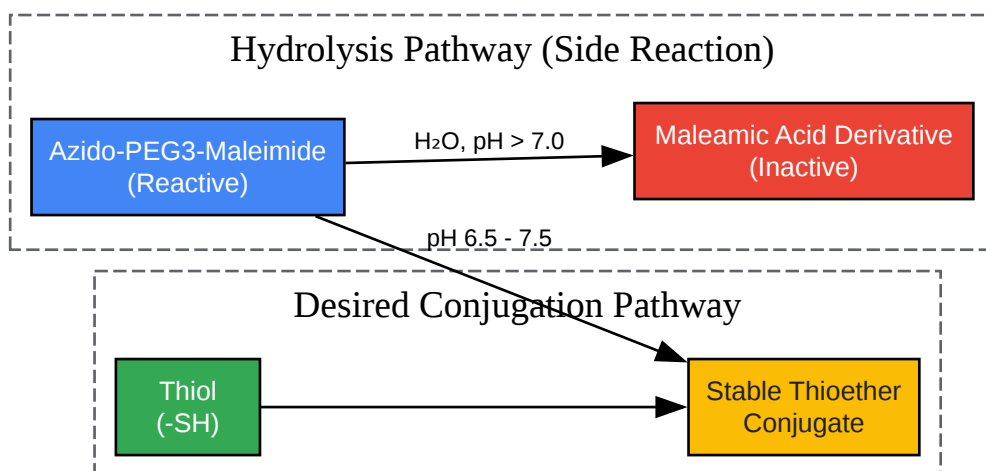 Hydrolysis Pathway (Side Reaction)
Azido-PEG3-Maleimide
(Reactive)
H₂O, pH > 7.0
Maleamic Acid Derivative
(Inactive)
pH 6.5 - 7.5
Desired Conjugation Pathway
Thiol
(-SH)
Stable Thioether
Conjugate